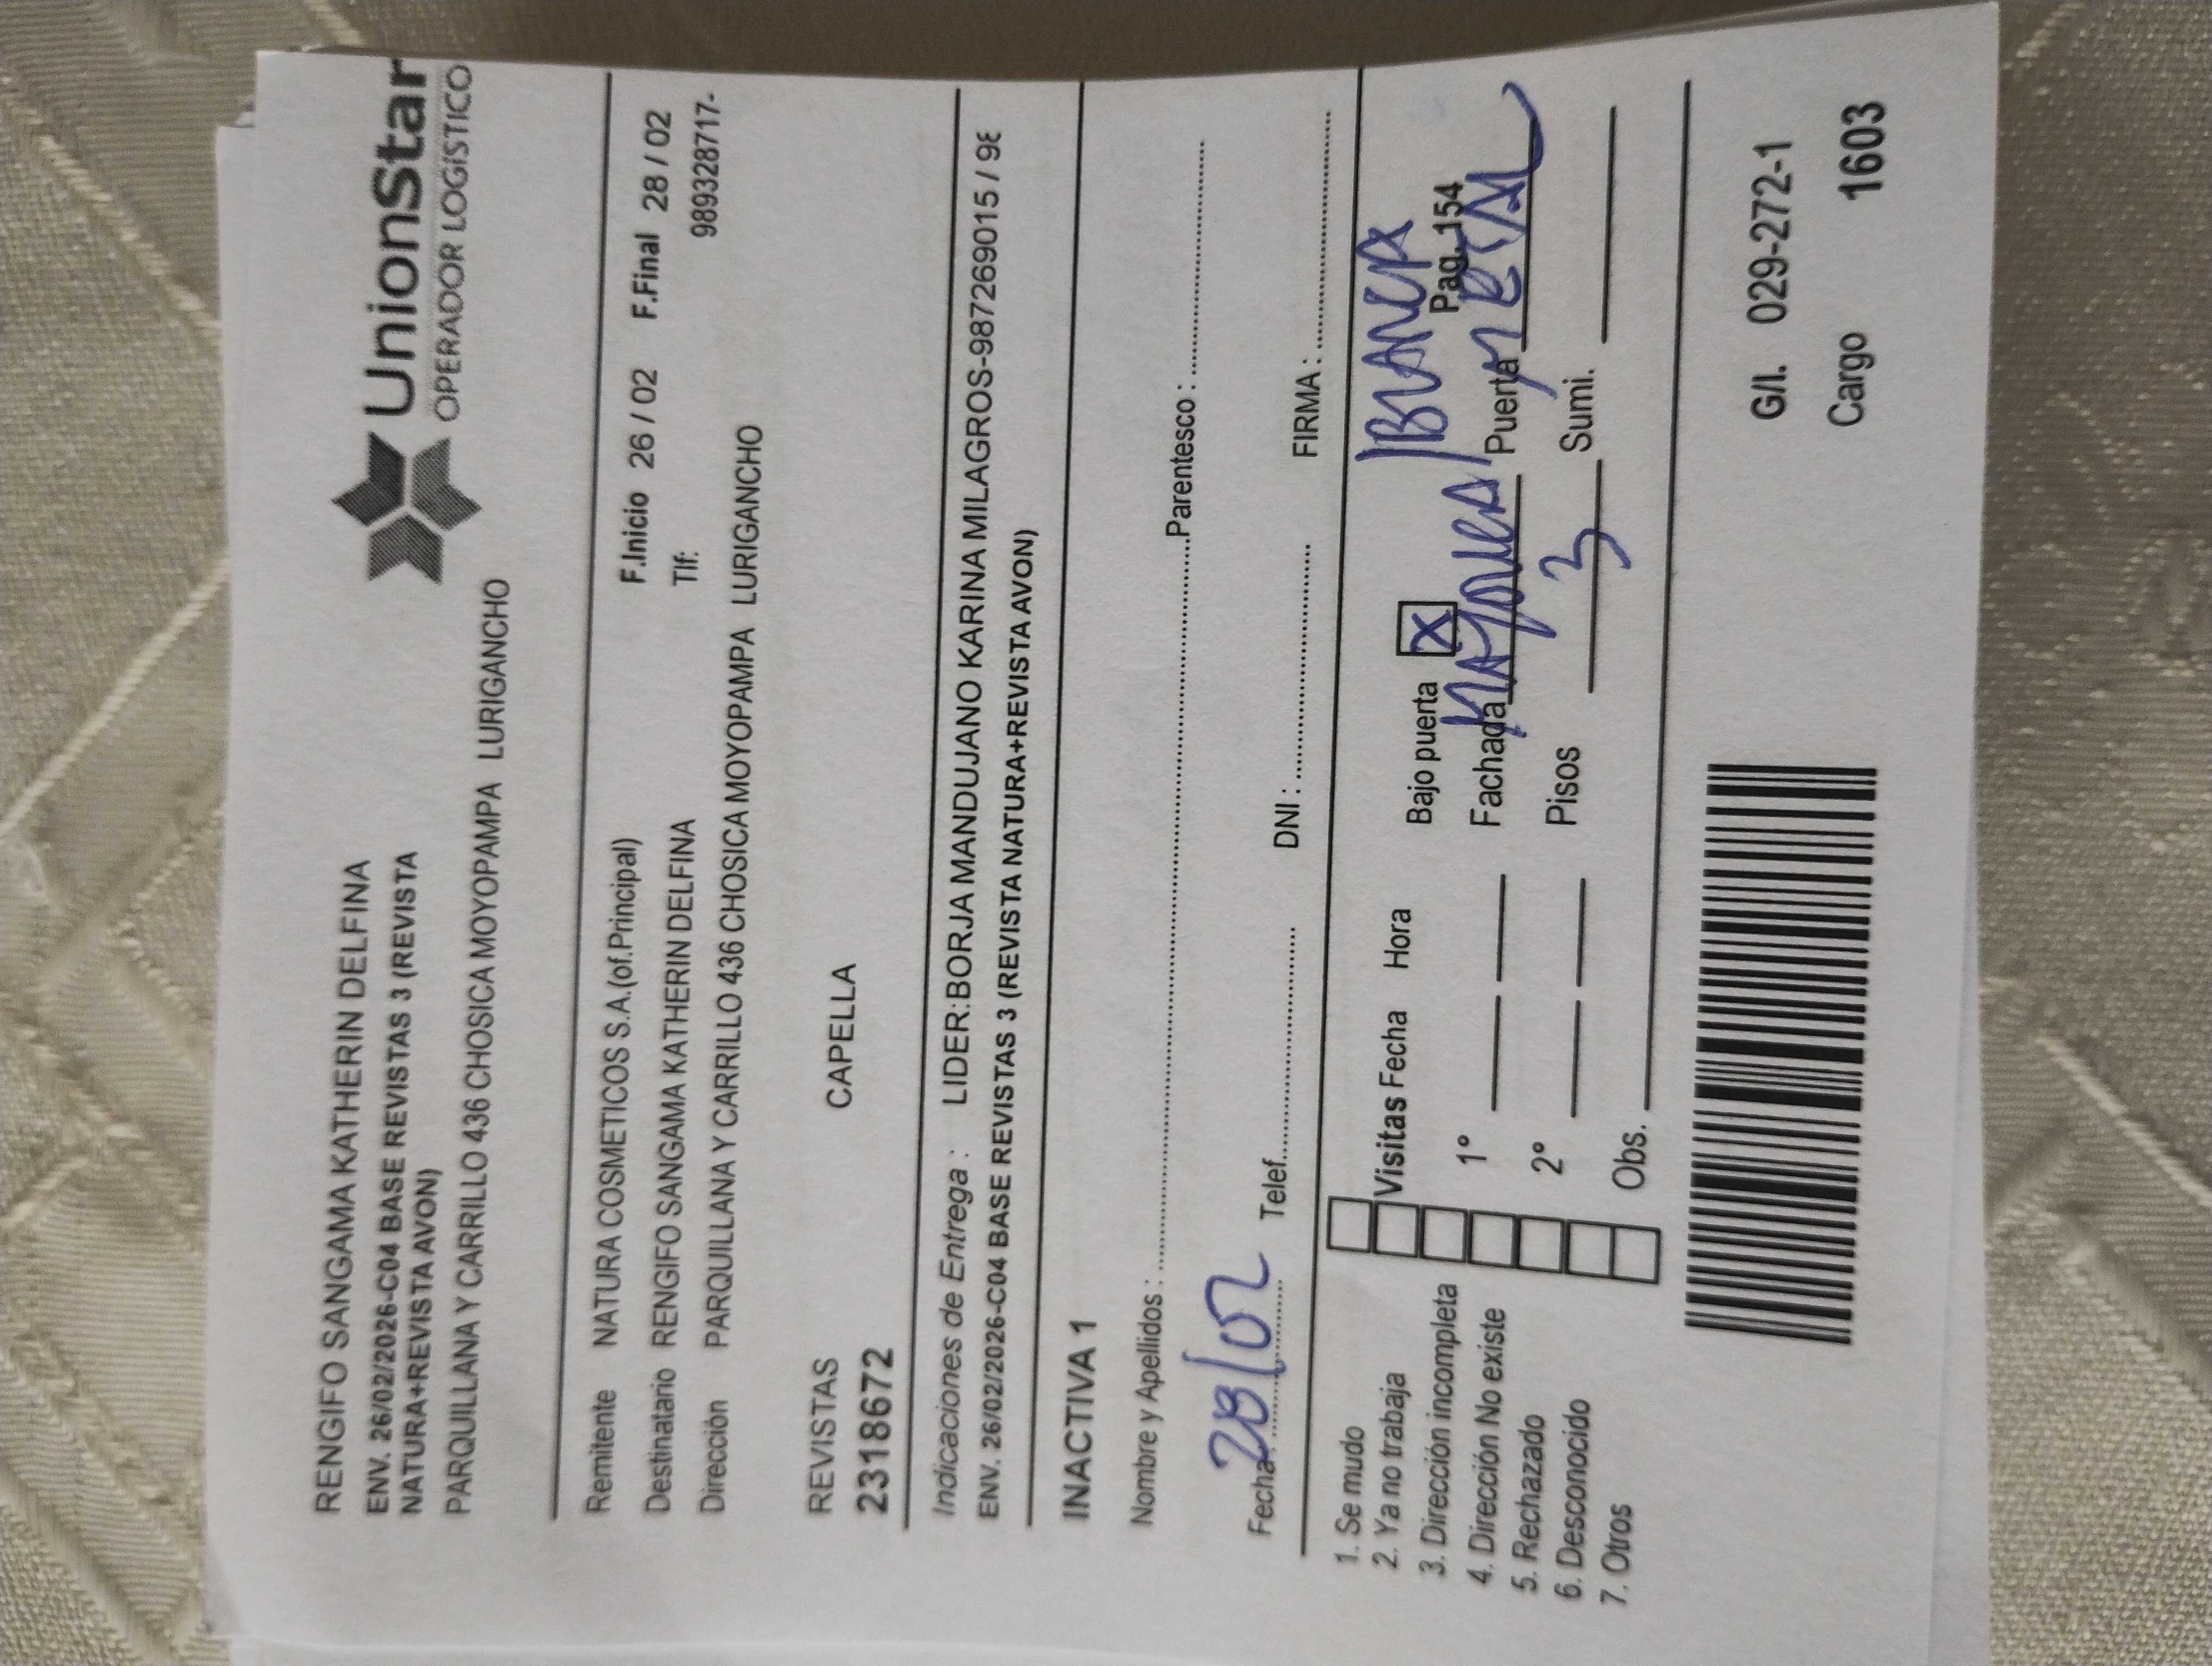 UnionStar
OPERADOR LOGÍSTICO
RENGIFO SANGAMA KATHERIN DELFINA
ENV. 26/02/2026-C04 BASE REVISTAS 3 (REVISTA
NATURA+REVISTA AVON)
PARQUILLANA Y CARRILLO 436 CHOSICA MOYOPAMPA LURIGANCHO
Remitente NATURA COSMETICOS S.A.(of.Principal) F.Inicio 26 / 02 F.Final 28 / 02
Destinatario RENGIFO SANGAMA KATHERIN DELFINA Tlf: 989328717-
Dirección PARQUILLANA Y CARRILLO 436 CHOSICA MOYOPAMPA LURIGANCHO
REVISTAS CAPELLA
2318672
Indicaciones de Entrega : LIDER:BORJA MANDUJANO KARINA MILAGROS-987269015 / 98
ENV. 26/02/2026-C04 BASE REVISTAS 3 (REVISTA NATURA+REVISTA AVON)
INACTIVA 1
Nombre y Apellidos : Parentesco :
Fecha: 28/02 Telef. DNI : FIRMA :
1. Se mudo
2. Ya no trabaja
3. Dirección incompleta
4. Dirección No existe
5. Rechazado
6. Desconocido
7. Otros
Visitas Fecha Hora
1°
2°
Obs.
Bajo puerta X
Pag. 154
Fachada BLANCA
Puerta METAL
Pisos 3 Sumi.
G/I. 029-272-1
Cargo 1603